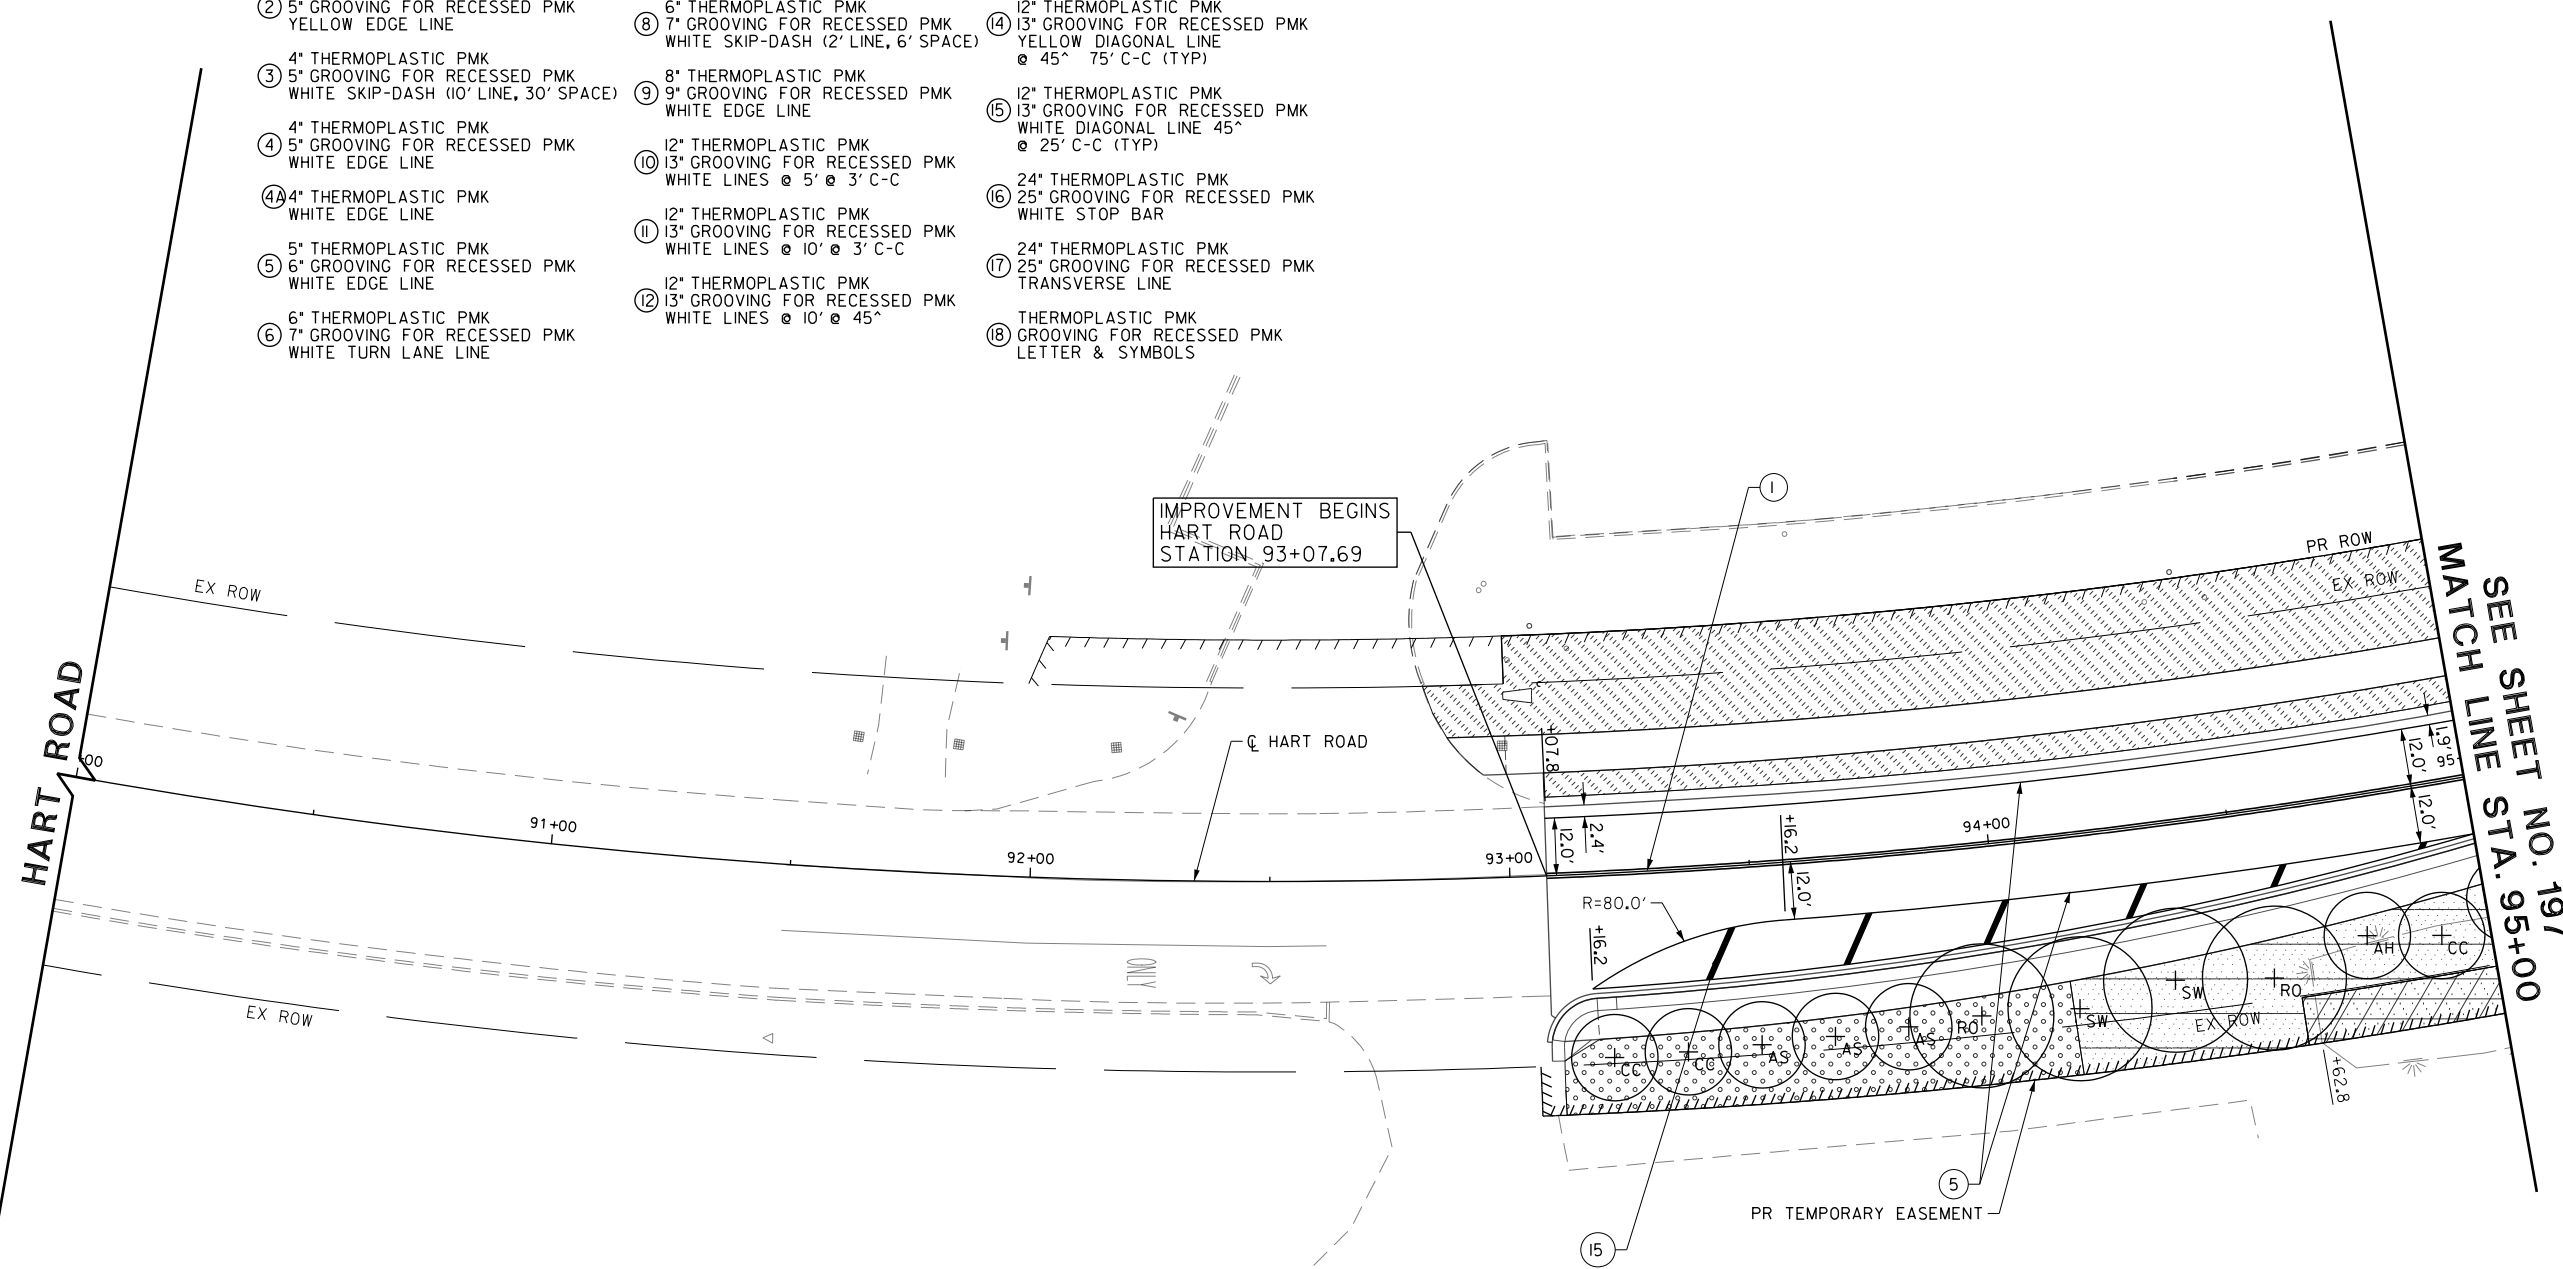 2 5" GROOVING FOR RECESSED PMK
YELLOW EDGE LINE
4" THERMOPLASTIC PMK
3 5" GROOVING FOR RECESSED PMK
WHITE SKIP-DASH (10' LINE, 30' SPACE)
4" THERMOPLASTIC PMK
4 5" GROOVING FOR RECESSED PMK
WHITE EDGE LINE
4A 4" THERMOPLASTIC PMK
WHITE EDGE LINE
5" THERMOPLASTIC PMK
5 6" GROOVING FOR RECESSED PMK
WHITE EDGE LINE
6" THERMOPLASTIC PMK
6 7" GROOVING FOR RECESSED PMK
WHITE TURN LANE LINE
6" THERMOPLASTIC PMK
8 7" GROOVING FOR RECESSED PMK
WHITE SKIP-DASH (2' LINE, 6' SPACE)
8" THERMOPLASTIC PMK
9 9" GROOVING FOR RECESSED PMK
WHITE EDGE LINE
12" THERMOPLASTIC PMK
10 13" GROOVING FOR RECESSED PMK
WHITE LINES @ 5' @ 3' C-C
12" THERMOPLASTIC PMK
11 13" GROOVING FOR RECESSED PMK
WHITE LINES @ 10' @ 3' C-C
12" THERMOPLASTIC PMK
12 13" GROOVING FOR RECESSED PMK
WHITE LINES @ 10' @ 45^
12" THERMOPLASTIC PMK
14 13" GROOVING FOR RECESSED PMK
YELLOW DIAGONAL LINE
@ 45^ 75' C-C (TYP)
12" THERMOPLASTIC PMK
15 13" GROOVING FOR RECESSED PMK
WHITE DIAGONAL LINE 45^
@ 25' C-C (TYP)
24" THERMOPLASTIC PMK
16 25" GROOVING FOR RECESSED PMK
WHITE STOP BAR
24" THERMOPLASTIC PMK
17 25" GROOVING FOR RECESSED PMK
TRANSVERSE LINE
THERMOPLASTIC PMK
18 GROOVING FOR RECESSED PMK
LETTER & SYMBOLS
1
IMPROVEMENT BEGINS
HART ROAD
STATION 93+07.69
PR ROW
EX ROW
EX ROW
HART ROAD
00
℄ HART ROAD
+07.8
91+00
92+00
93+00
94+00
95
12.0'
2.4'
+16.2
12.0'
12.0'
1.9'
12.0'
R=80.0'
+16.2
ONLY
EX ROW
CC
CC
AS
AS
AS
RO
SW
SW
RO
AH
CC
EX ROW
+62.8
5
PR TEMPORARY EASEMENT
15
SEE SHEET NO. 197
MATCH LINE STA. 95+00